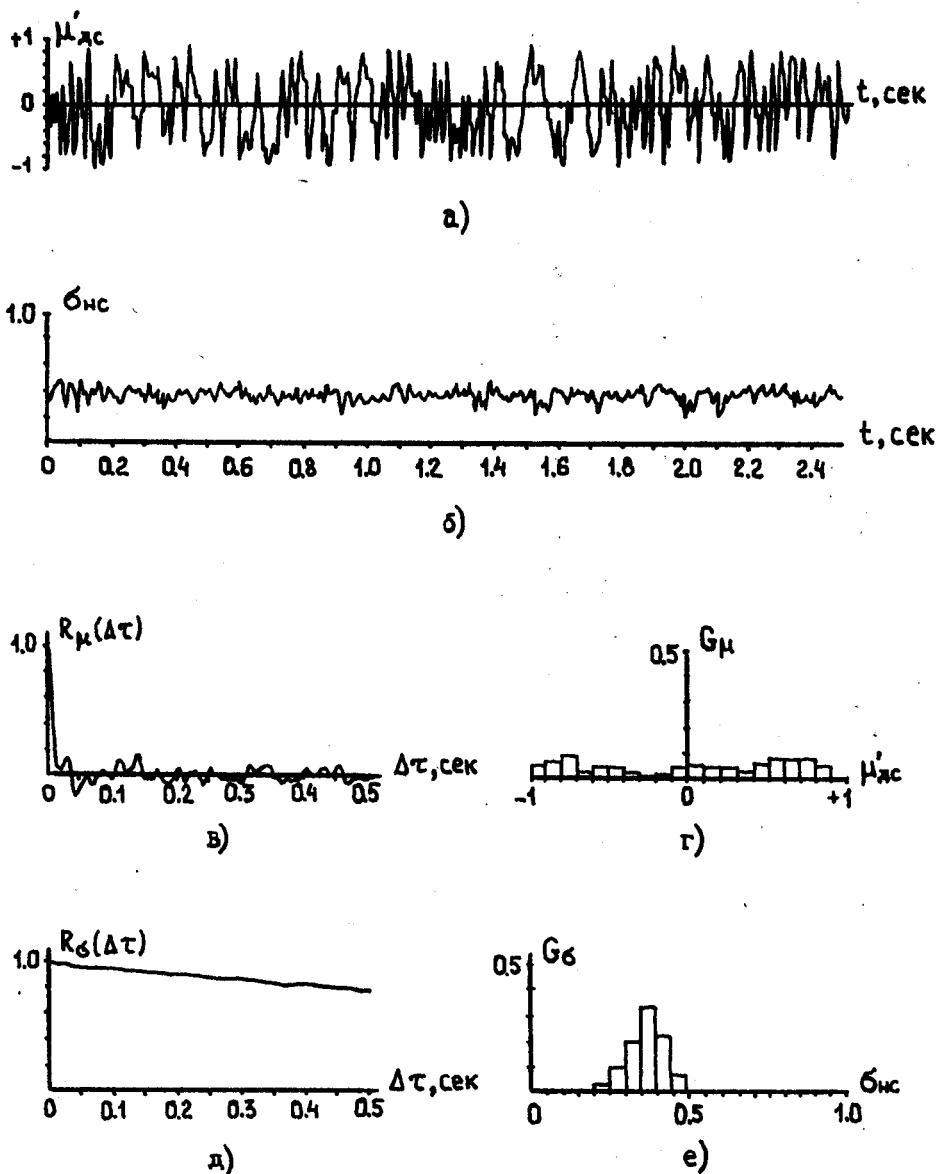 +1 μ'дс
0
-1
t, сек
а)
1.0 σнс
t, сек
0 0.2 0.4 0.6 0.8 1.0 1.2 1.4 1.6 1.8 2.0 2.2 2.4
б)
1.0 Rμ(Δτ)
0 0.1 0.2 0.3 0.4 0.5
Δτ, сек
в)
0.5 Gμ
-1 0 +1
μ'дс
г)
1.0 Rσ(Δτ)
0 0.1 0.2 0.3 0.4 0.5
Δτ, сек
д)
0.5 Gσ
0 0.5 1.0
σнс
е)